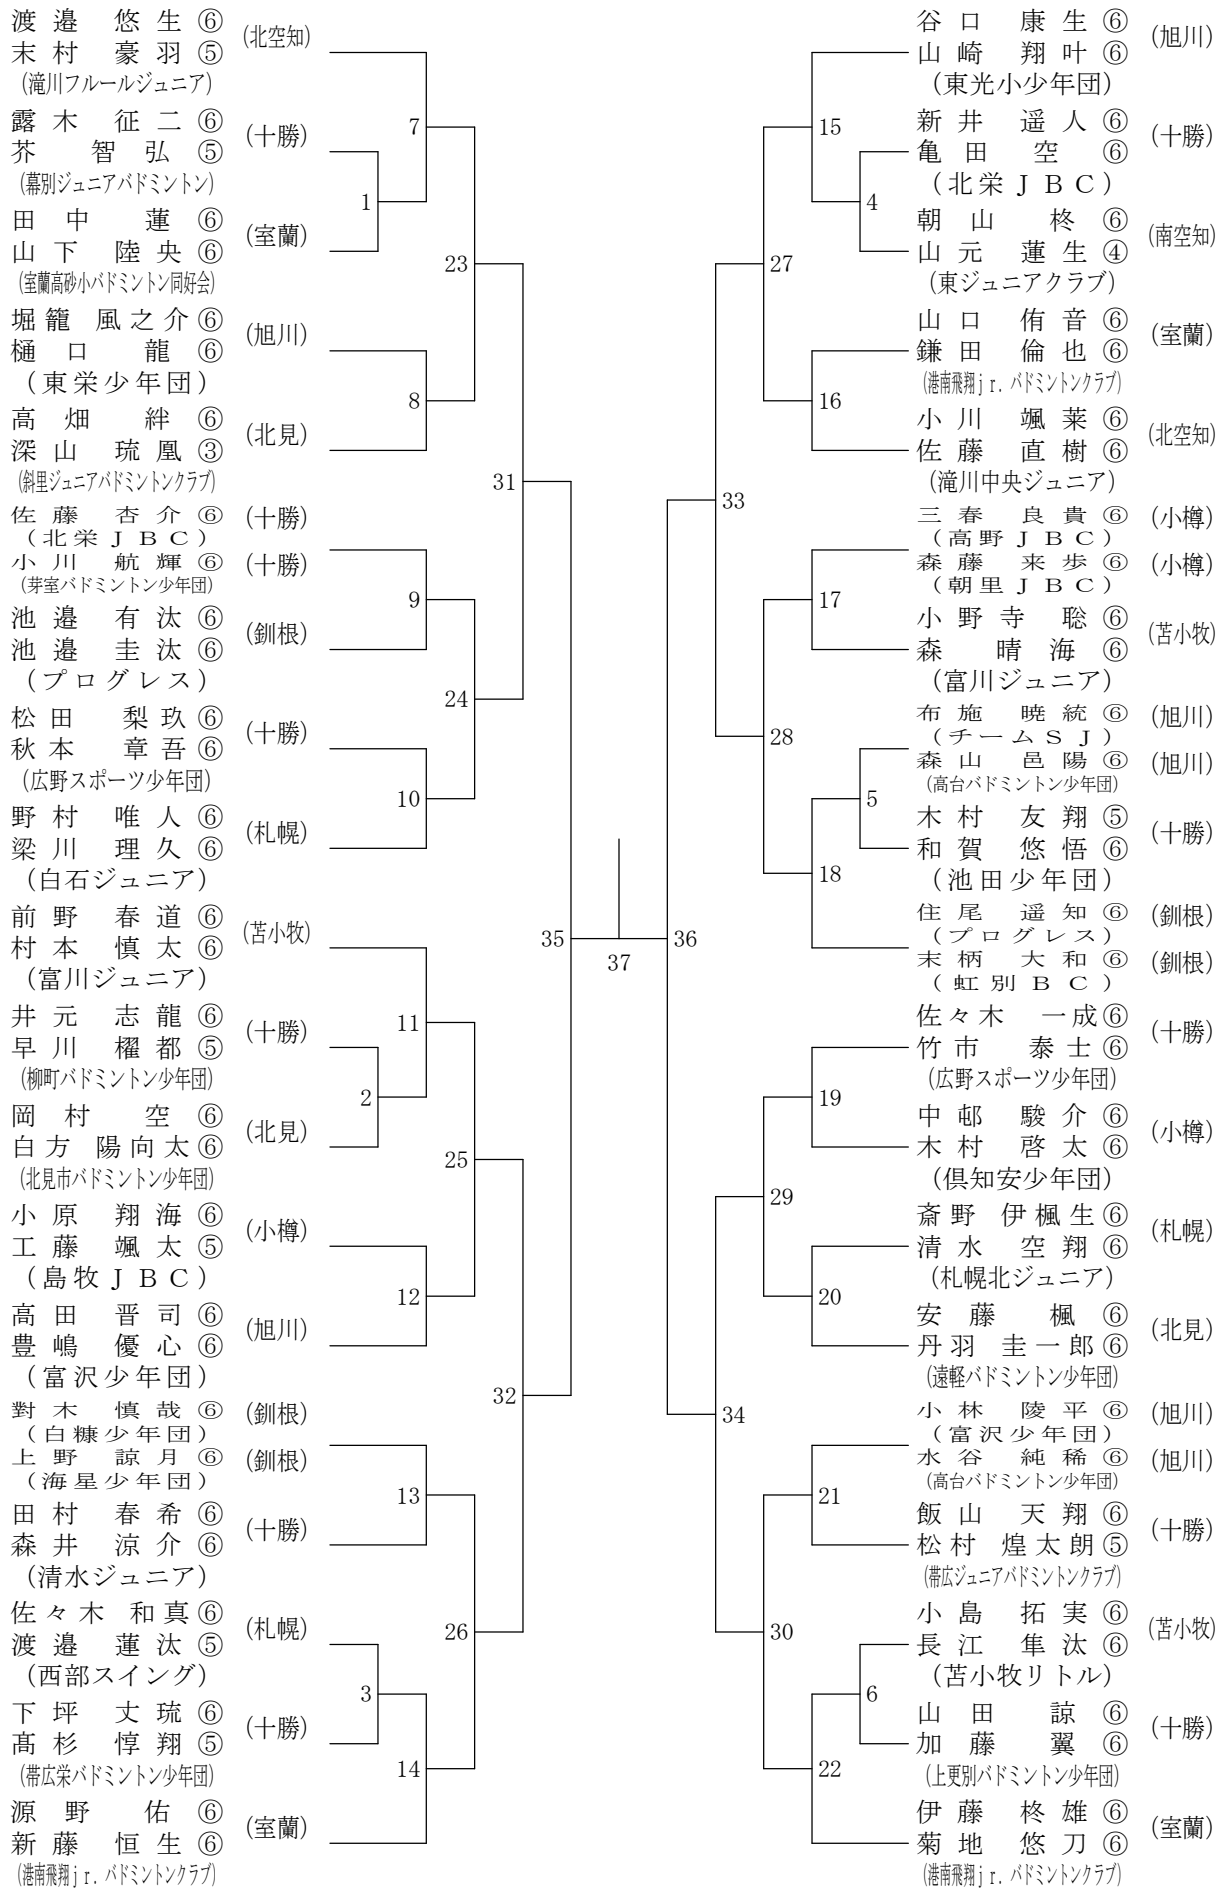 渡邉 悠生⑥
(北空知)
末村 豪羽⑤
(滝川フルールジュニア)
露木 征二⑥
(十勝)
芥 智弘⑤
(幕別ジュニアバドミントン)
7
1
田中 蓮⑥
(室蘭)
山下 陸央⑥
(室蘭高砂小バドミントン同好会)
23
堀籠 風之介⑥
(旭川)
樋口 龍⑥
(東栄少年団)
8
高畑 絆⑥
(北見)
深山 琉凰③
(斜里ジュニアバドミントンクラブ)
31
佐藤 杏介⑥
(十勝)
(北栄JBC)
小川 航輝⑥
(十勝)
(芽室バドミントン少年団)
9
池邉 有汰⑥
(釧根)
池邉 圭汰⑥
(プログレス)
24
松田 梨玖⑥
(十勝)
秋本 章吾⑥
(広野スポーツ少年団)
10
野村 唯人⑥
(札幌)
梁川 理久⑥
(白石ジュニア)
前野 春道⑥
(苫小牧)
村本 慎太⑥
(富川ジュニア)
35
37
36
井元 志龍⑥
(十勝)
早川 櫂都⑤
(柳町バドミントン少年団)
11
2
岡村 空⑥
(北見)
白方 陽向太⑥
(北見市バドミントン少年団)
25
小原 翔海⑥
(小樽)
工藤 颯太⑤
(島牧JBC)
12
高田 晋司⑥
(旭川)
豊嶋 優心⑥
(富沢少年団)
32
對木 慎哉⑥
(釧根)
(白糠少年団)
上野 諒月⑥
(釧根)
(海星少年団)
13
田村 春希⑥
(十勝)
森井 涼介⑥
(清水ジュニア)
佐々木 和真⑥
(札幌)
渡邉 蓮汰⑤
(西部スイング)
26
3
下坪 丈琉⑥
(十勝)
髙杉 惇翔⑤
(帯広栄バドミントン少年団)
14
源野 佑⑥
(室蘭)
新藤 恒生⑥
(港南飛翔jr.バドミントンクラブ)
谷口 康生⑥
(旭川)
山崎 翔叶⑥
(東光小少年団)
15
新井 遥人⑥
(十勝)
亀田 空⑥
(北栄JBC)
4
朝山 柊⑥
(南空知)
山元 蓮生④
(東ジュニアクラブ)
27
山口 侑音⑥
(室蘭)
鎌田 倫也⑥
(港南飛翔jr.バドミントンクラブ)
16
小川 颯菜⑥
(北空知)
佐藤 直樹⑥
(滝川中央ジュニア)
33
三春 良貴⑥
(小樽)
(高野JBC)
森藤 来歩⑥
(小樽)
(朝里JBC)
17
小野寺 聡⑥
(苫小牧)
森 晴海⑥
(富川ジュニア)
28
布施 暁統⑥
(旭川)
(チームSJ)
森山 邑陽⑥
(旭川)
(高台バドミントン少年団)
5
木村 友翔⑤
(十勝)
和賀 悠悟⑥
(池田少年団)
18
住尾 遥知⑥
(釧根)
(プログレス)
末柄 大和⑥
(釧根)
(虹別BC)
佐々木 一成⑥
(十勝)
竹市 泰士⑥
(広野スポーツ少年団)
19
中邨 駿介⑥
(小樽)
木村 啓太⑥
(倶知安少年団)
29
斎野 伊楓生⑥
(札幌)
清水 空翔⑥
(札幌北ジュニア)
20
安藤 楓⑥
(北見)
丹羽 圭一郎⑥
(遠軽バドミントン少年団)
34
小林 陵平⑥
(旭川)
(富沢少年団)
水谷 純稀⑥
(旭川)
(高台バドミントン少年団)
21
飯山 天翔⑥
(十勝)
松村 煌太朗⑤
(帯広ジュニアバドミントンクラブ)
30
小島 拓実⑥
(苫小牧)
長江 隼汰⑥
(苫小牧リトル)
6
山田 諒⑥
(十勝)
加藤 翼⑥
(上更別バドミントン少年団)
22
伊藤 柊雄⑥
(室蘭)
菊地 悠刀⑥
(港南飛翔jr.バドミントンクラブ)